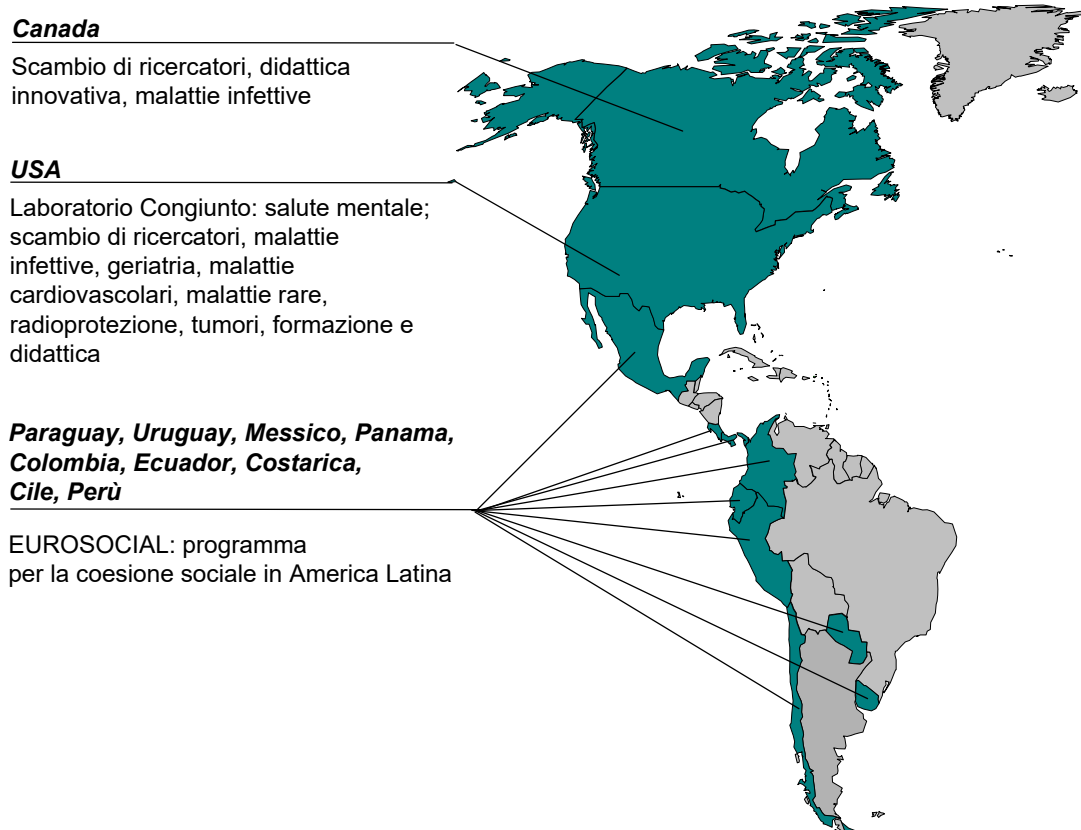 Canada
Scambio di ricercatori, didattica
innovativa, malattie infettive
USA
Laboratorio Congiunto: salute mentale;
scambio di ricercatori, malattie
infettive, geriatria, malattie
cardiovascolari, malattie rare,
radioprotezione, tumori, formazione e
didattica
Paraguay, Uruguay, Messico, Panama,
Colombia, Ecuador, Costarica,
Cile, Perù
EUROSOCIAL: programma
per la coesione sociale in America Latina